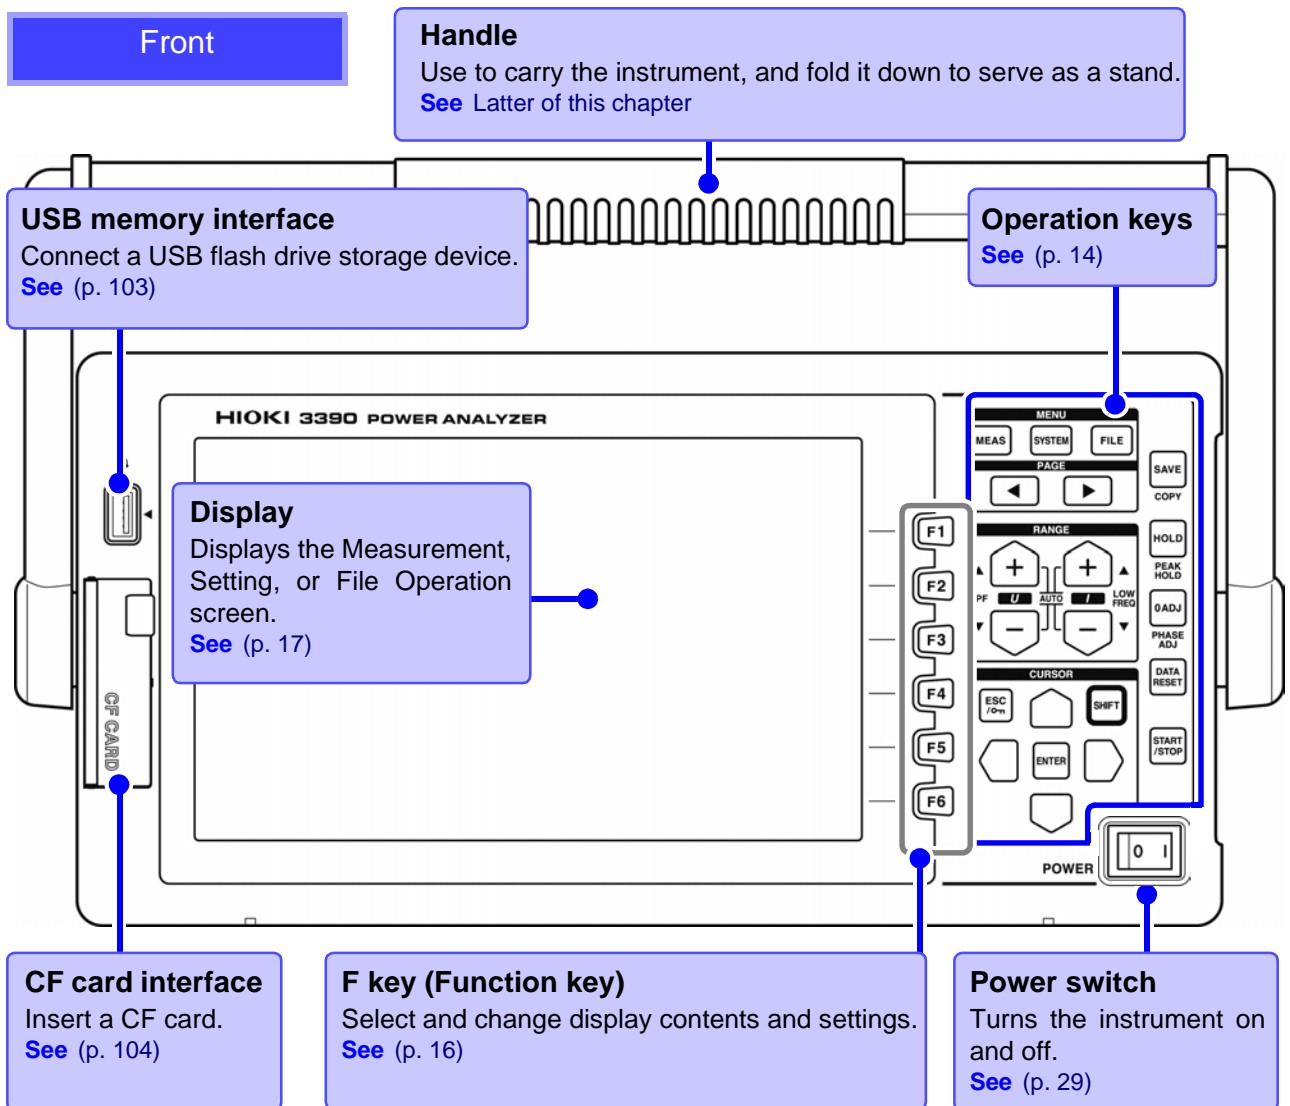 Front
Handle
Use to carry the instrument, and fold it down to serve as a stand.
See Latter of this chapter
USB memory interface
Connect a USB flash drive storage device.
See (p. 103)
Operation keys
See (p. 14)
HIOKI 3390 POWER ANALYZER
MENU
MEAS SYSTEM FILE
PAGE
SAVE
COPY
Display
Displays the Measurement,
Setting, or File Operation
screen.
See (p. 17)
F1
F2
F3
F4
F5
F6
RANGE
+ +
PF U AUTO I LOW
FREQ
− −
HOLD
PEAK
HOLD
0ADJ
PHASE
ADJ
DATA
RESET
CURSOR
ESC
/
SHIFT
ENTER
START
/STOP
CF CARD
POWER
0 I
CF card interface
Insert a CF card.
See (p. 104)
F key (Function key)
Select and change display contents and settings.
See (p. 16)
Power switch
Turns the instrument on
and off.
See (p. 29)